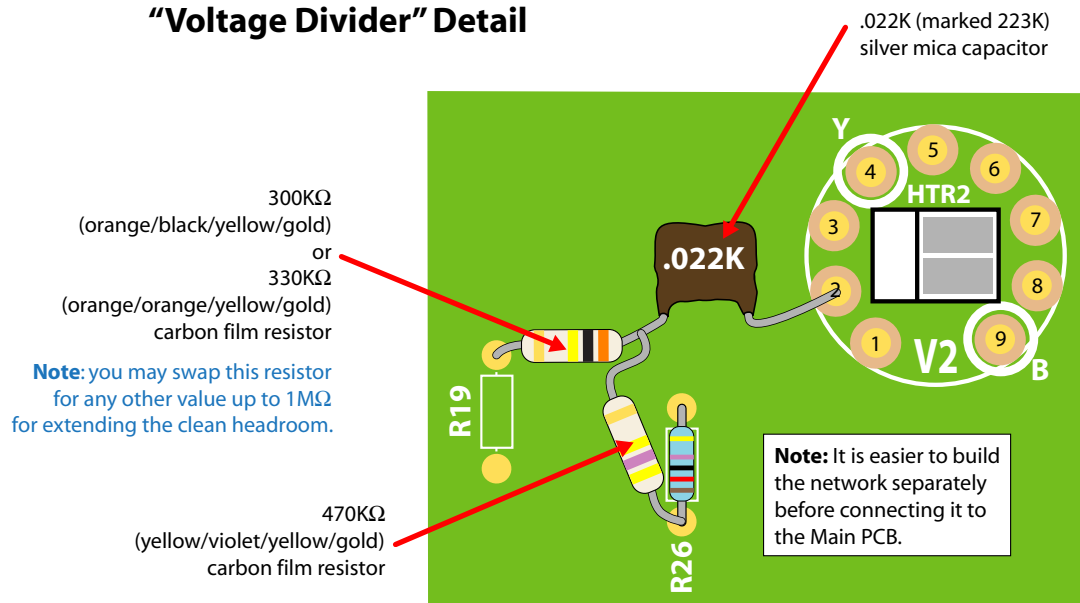 “Voltage Divider” Detail
.022K (marked 223K)
silver mica capacitor
300KΩ
(orange/black/yellow/gold)
or
330KΩ
(orange/orange/yellow/gold)
carbon film resistor
Note: you may swap this resistor
for any other value up to 1MΩ
for extending the clean headroom.
470KΩ
(yellow/violet/yellow/gold)
carbon film resistor
.022K
R19
R26
Y
5
4
6
HTR2
3
7
2
8
1
V2
9
B
Note: It is easier to build
the network separately
before connecting it to
the Main PCB.